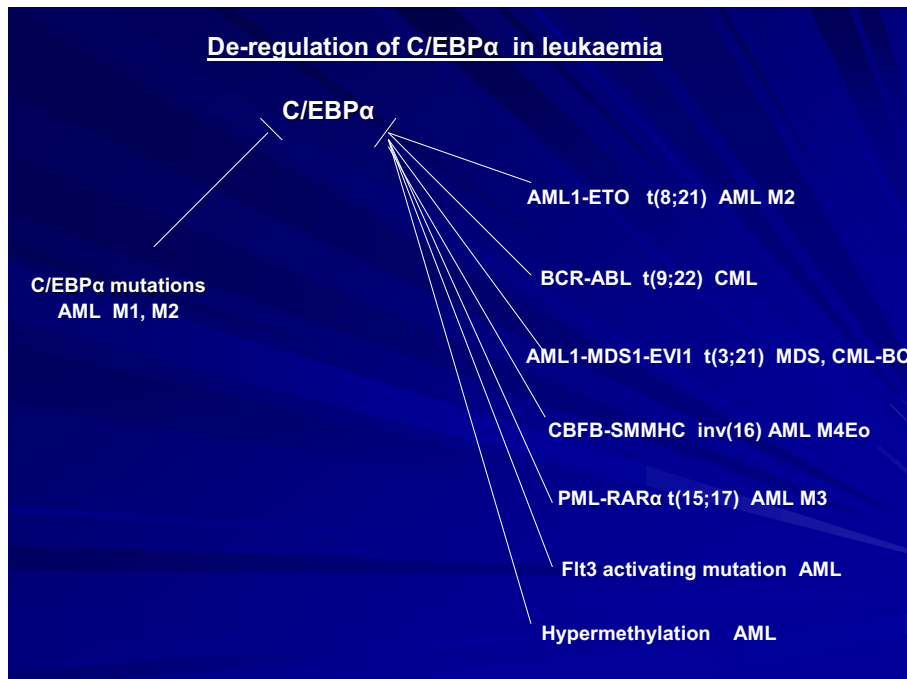 De-regulation of C/EBPα in leukaemia
C/EBPα
AML1-ETO t(8;21) AML M2
BCR-ABL t(9;22) CML
C/EBPα mutations
AML M1, M2
AML1-MDS1-EVI1 t(3;21) MDS, CML-BC
CBFB-SMMHC inv(16) AML M4Eo
PML-RARα t(15;17) AML M3
Flt3 activating mutation AML
Hypermethylation AML